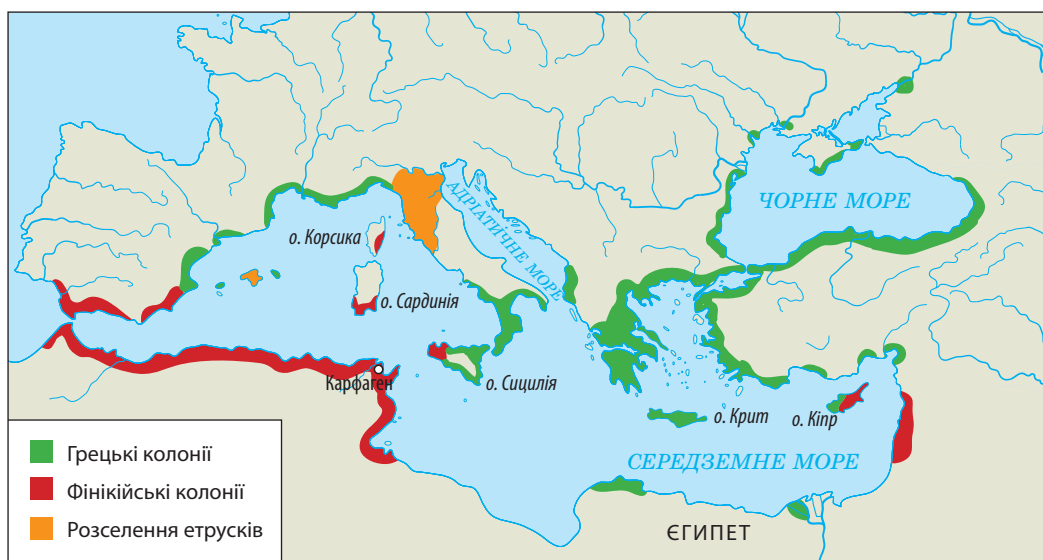 ЧОРНЕ МОРЕ
АДРІАТИЧНЕ МОРЕ
о. Корсика
о. Сардинія
Карфаген
о. Сицилія
о. Крит
о. Кіпр
СЕРЕДЗЕМНЕ МОРЕ
ЄГИПЕТ
Грецькі колонії
Фінікійські колонії
Розселення етрусків